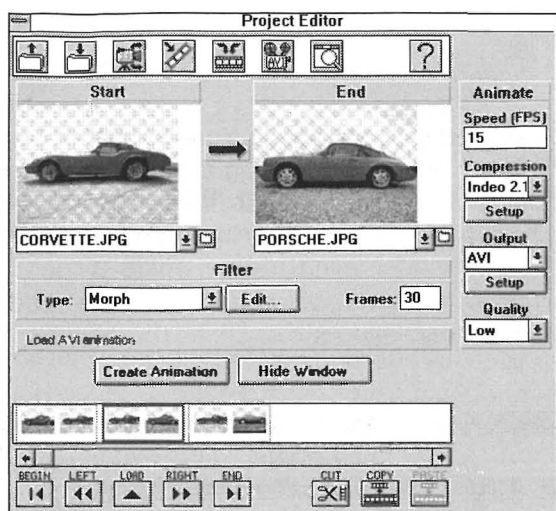 Project Editor
AVI
?
Start
End
CORVETTE.JPG
PORSCHE.JPG
Filter
Type: Morph Edit... Frames: 30
Load AVI animation
Create Animation Hide Window
Animate
Speed (FPS)
15
Compression
Indeo 2.1
Setup
Output
AVI
Setup
Quality
Low
BEGIN LEFT LOAD RIGHT END CUT COPY PASTE